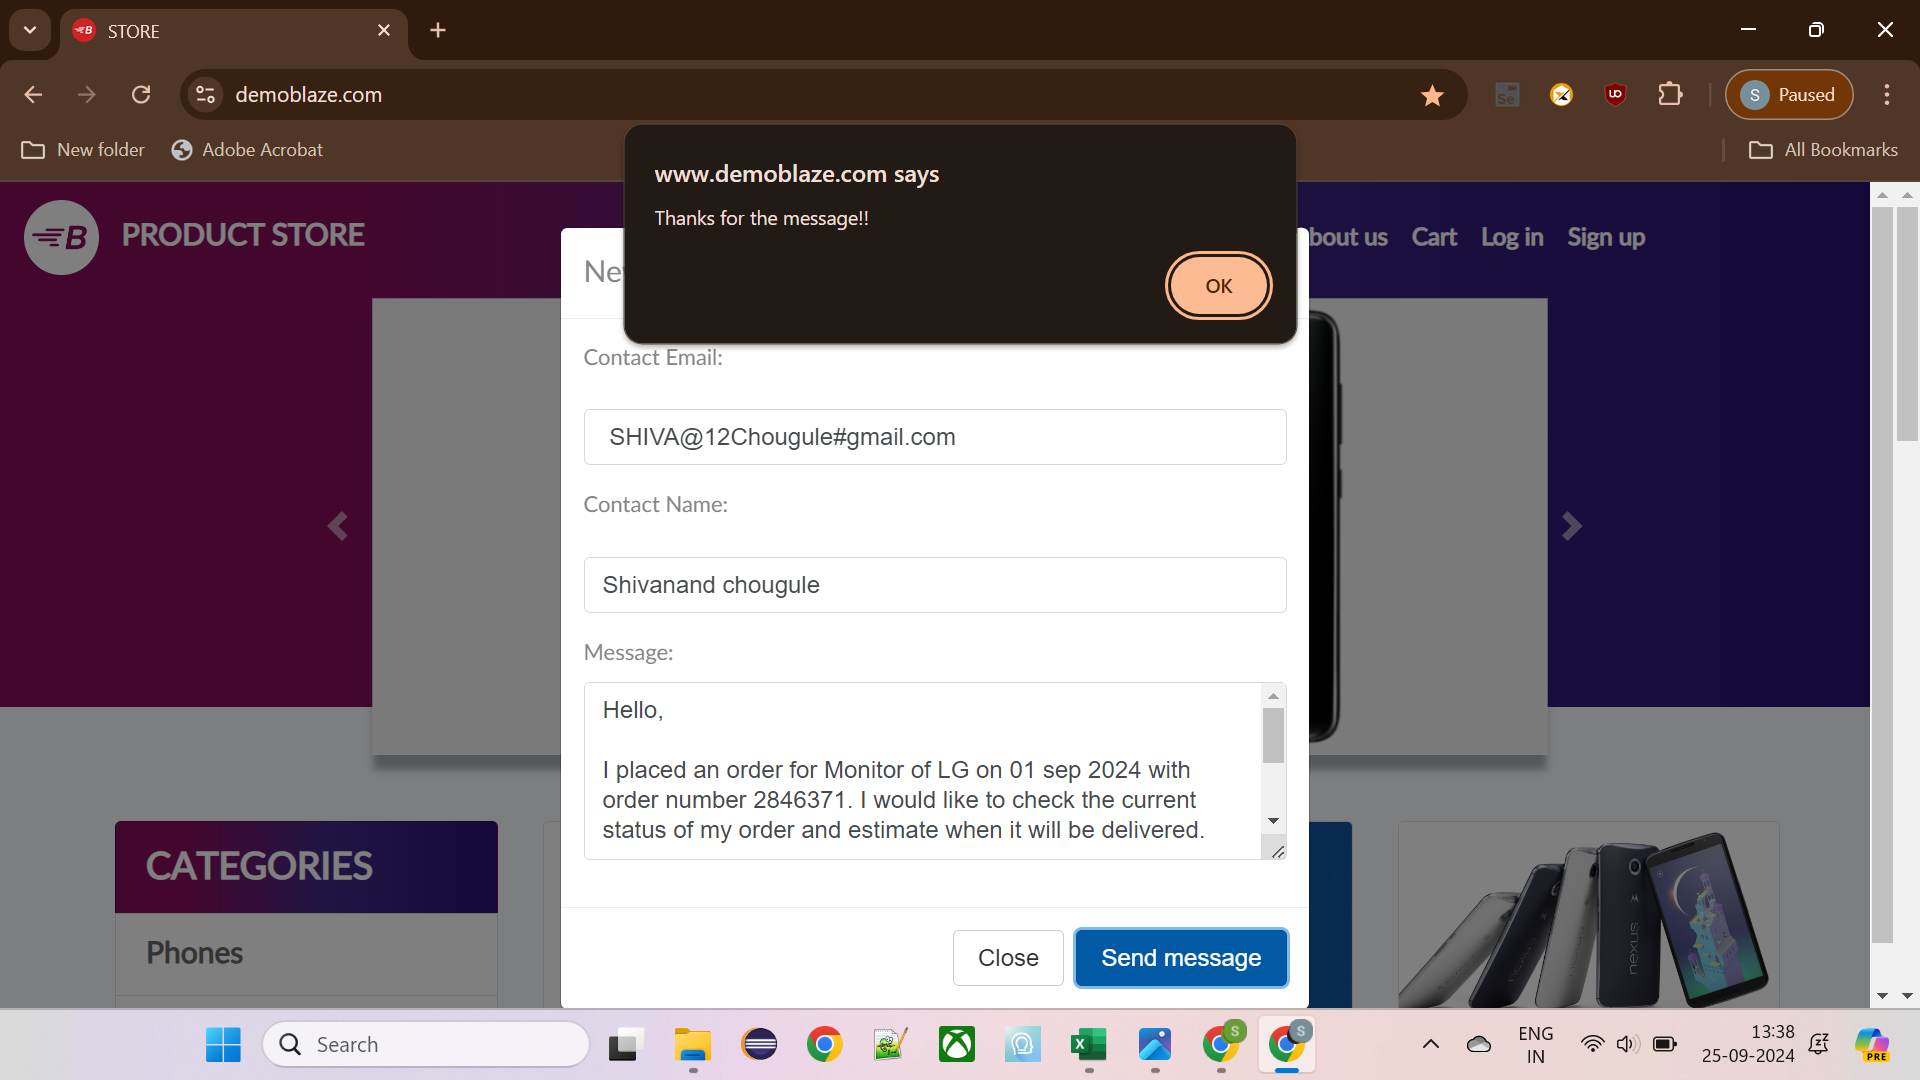 STORE
demoblaze.com
Se
UO
S
Paused
New folder
Adobe Acrobat
All Bookmarks
www.demoblaze.com says
Thanks for the message!!
OK
B
PRODUCT STORE
bout us
Cart
Log in
Sign up
Ne
Contact Email:
SHIVA@12Chougule#gmail.com
Contact Name:
Shivanand chougule
Message:
Hello,
I placed an order for Monitor of LG on 01 sep 2024 with
order number 2846371. I would like to check the current
status of my order and estimate when it will be delivered.
CATEGORIES
Phones
nexus
Close
Send message
Search
S
S
ENG
IN
13:38
25-09-2024
PRE